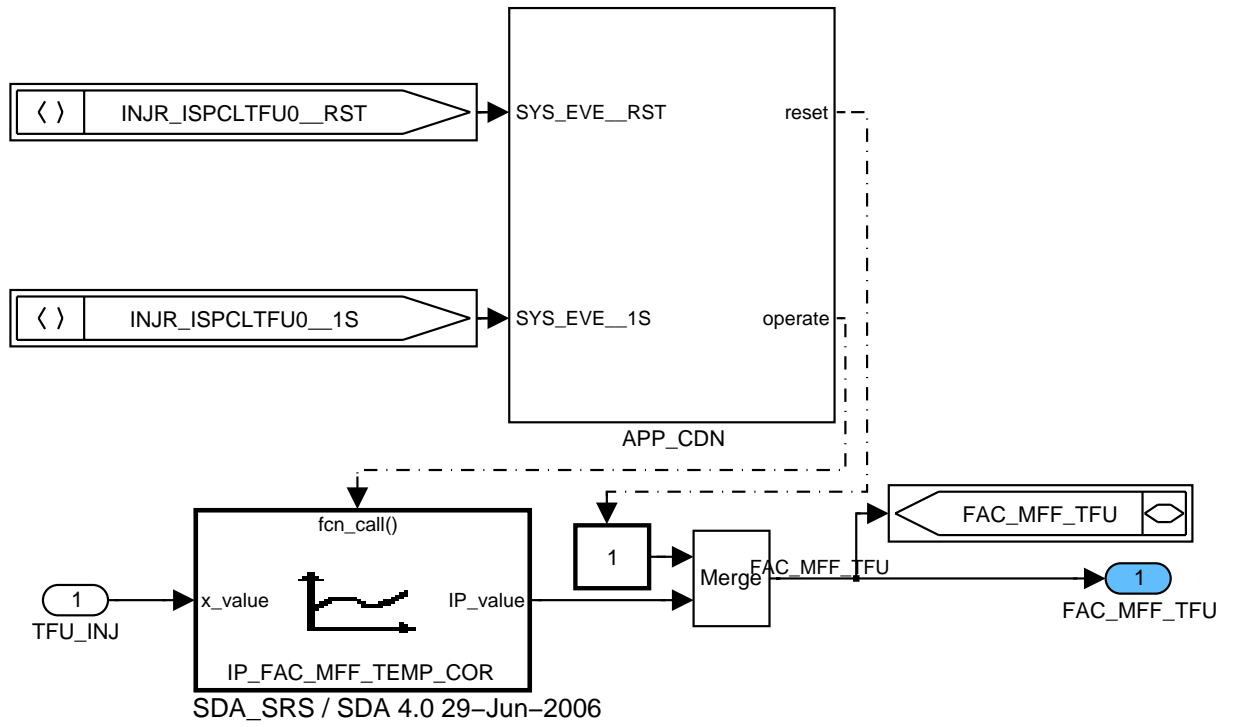 INJR_ISPCLTFU0__RST
SYS_EVE__RST
reset
INJR_ISPCLTFU0__1S
SYS_EVE__1S
operate
APP_CDN
fcn_call()
1
Merge
FAC_MFF_TFU
FAC_MFF_TFU
1
FAC_MFF_TFU
1
TFU_INJ
x_value
IP_value
IP_FAC_MFF_TEMP_COR
SDA_SRS / SDA 4.0 29−Jun−2006